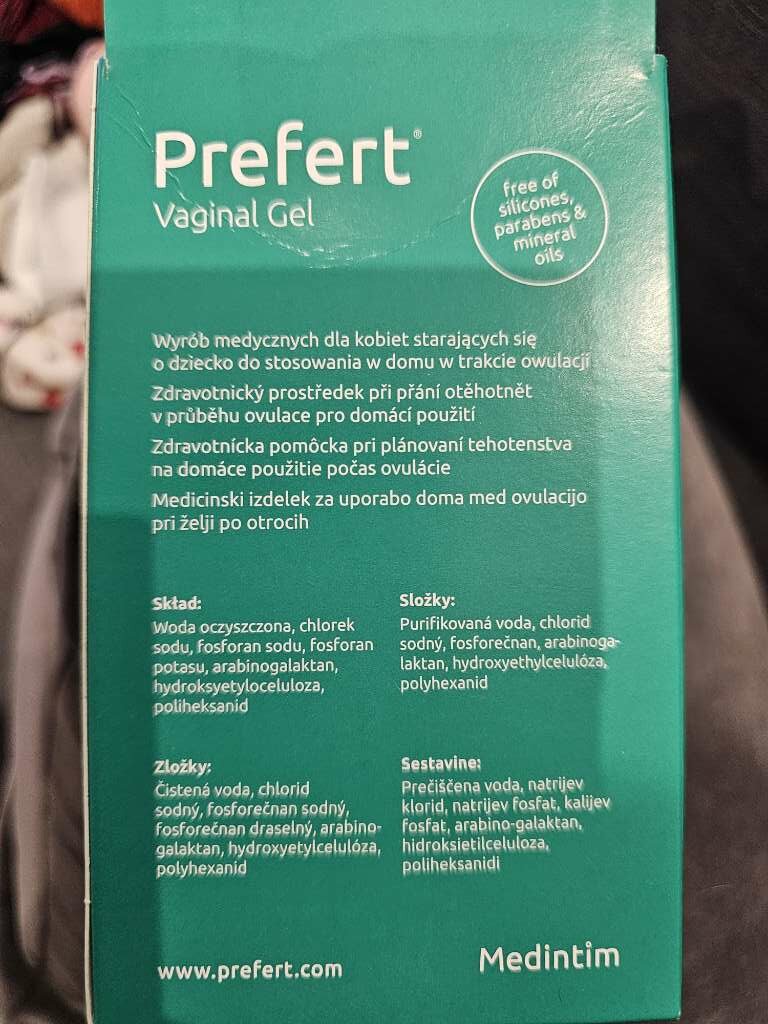 Prefert®
Vaginal Gel
free of
silicones,
parabens &
mineral
oils
Wyrób medycznych dla kobiet starających się
o dziecko do stosowania w domu w trakcie owulacji
Zdravotnický prostředek při přání otěhotnět
v průběhu ovulace pro domácí použití
Zdravotnícka pomôcka pri plánovaní tehotenstva
na domáce použitie počas ovulácie
Medicinski izdelek za uporabo doma med ovulacijo
pri želji po otrocih
Skład:
Woda oczyszczona, chlorek
sodu, fosforan sodu, fosforan
potasu, arabinogalaktan,
hydroksyetyloceluloza,
poliheksanid
Složky:
Purifikovaná voda, chlorid
sodný, fosforečnan, arabinoga-
laktan, hydroxyethylcelulóza,
polyhexanid
Zložky:
Čistená voda, chlorid
sodný, fosforečnan sodný,
fosforečnan draselný, arabino-
galaktan, hydroxyetylcelulóza,
polyhexanid
Sestavine:
Prečiščena voda, natrijev
klorid, natrijev fosfat, kalijev
fosfat, arabino-galaktan,
hidroksietilceluloza,
poliheksanidi
www.prefert.com
Medintim